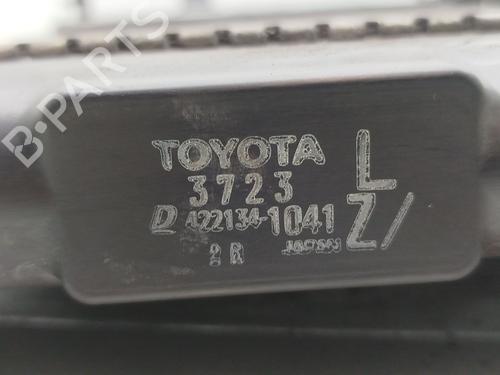 B-PARTS
TOYOTA
3723 L
D 422134-1041 Z/
2 R JAPAN